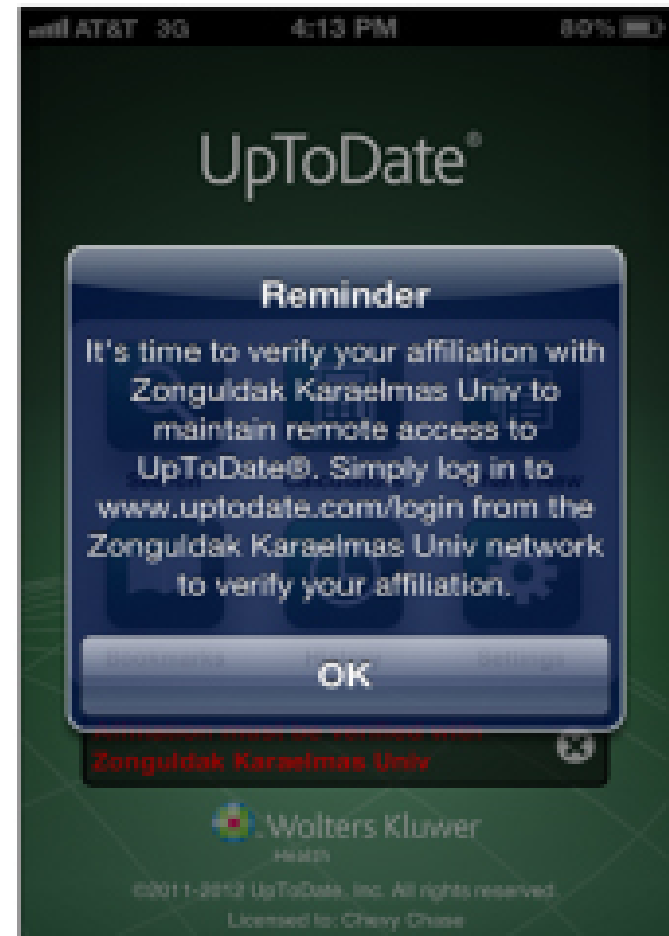 AT&T 3G 4:13 PM 80%
UpToDate®
Reminder
It's time to verify your affiliation with
Zonguldak Karaelmas Univ to
maintain remote access to
UpToDate®. Simply log in to
www.uptodate.com/login from the
Zonguldak Karaelmas Univ network
to verify your affiliation.
Bookmarks History Settings
OK
Affiliation must be verified with
Zonguldak Karaelmas Univ
Wolters Kluwer
Health
©2011-2012 UpToDate, Inc. All rights reserved.
Licensed to: Chevy Chase